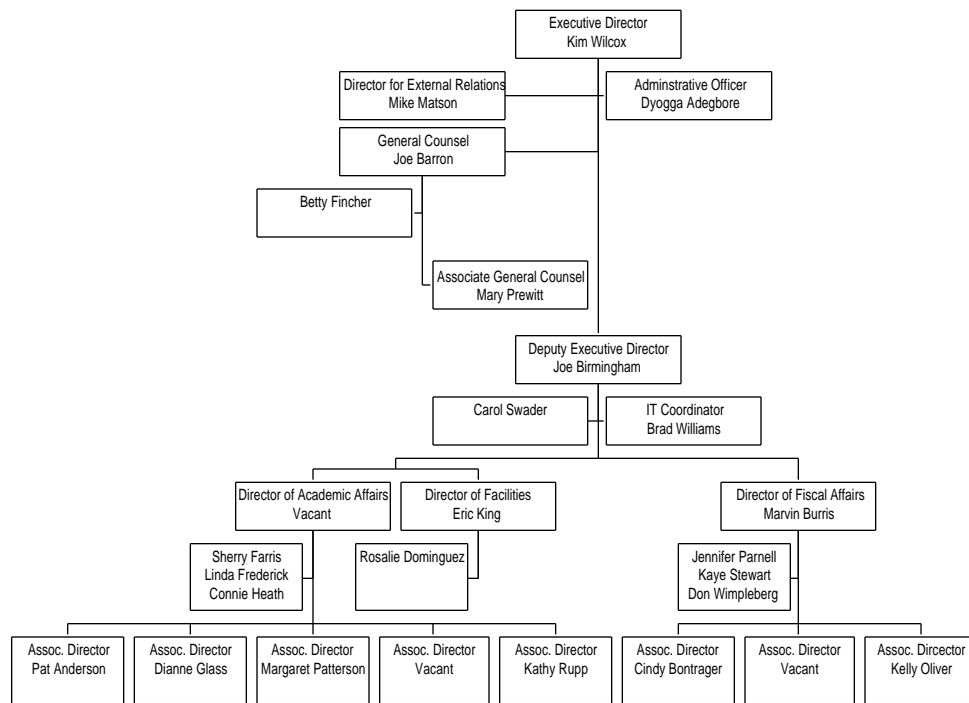 Executive Director
Kim Wilcox
Director for External Relations
Mike Matson
Adminstrative Officer
Dyogga Adegbore
General Counsel
Joe Barron
Betty Fincher
Associate General Counsel
Mary Prewitt
Deputy Executive Director
Joe Birmingham
Carol Swader
IT Coordinator
Brad Williams
Director of Academic Affairs
Vacant
Director of Facilities
Eric King
Director of Fiscal Affairs
Marvin Burris
Sherry Farris
Linda Frederick
Connie Heath
Rosalie Dominguez
Jennifer Parnell
Kaye Stewart
Don Wimpleberg
Assoc. Director
Pat Anderson
Assoc. Director
Dianne Glass
Assoc. Director
Margaret Patterson
Assoc. Director
Vacant
Assoc. Director
Kathy Rupp
Assoc. Director
Cindy Bontrager
Assoc. Director
Vacant
Assoc. Dircector
Kelly Oliver